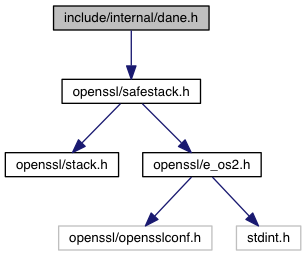 include/internal/dane.h
openssl/safestack.h
openssl/stack.h
openssl/e_os2.h
openssl/opensslconf.h
stdint.h